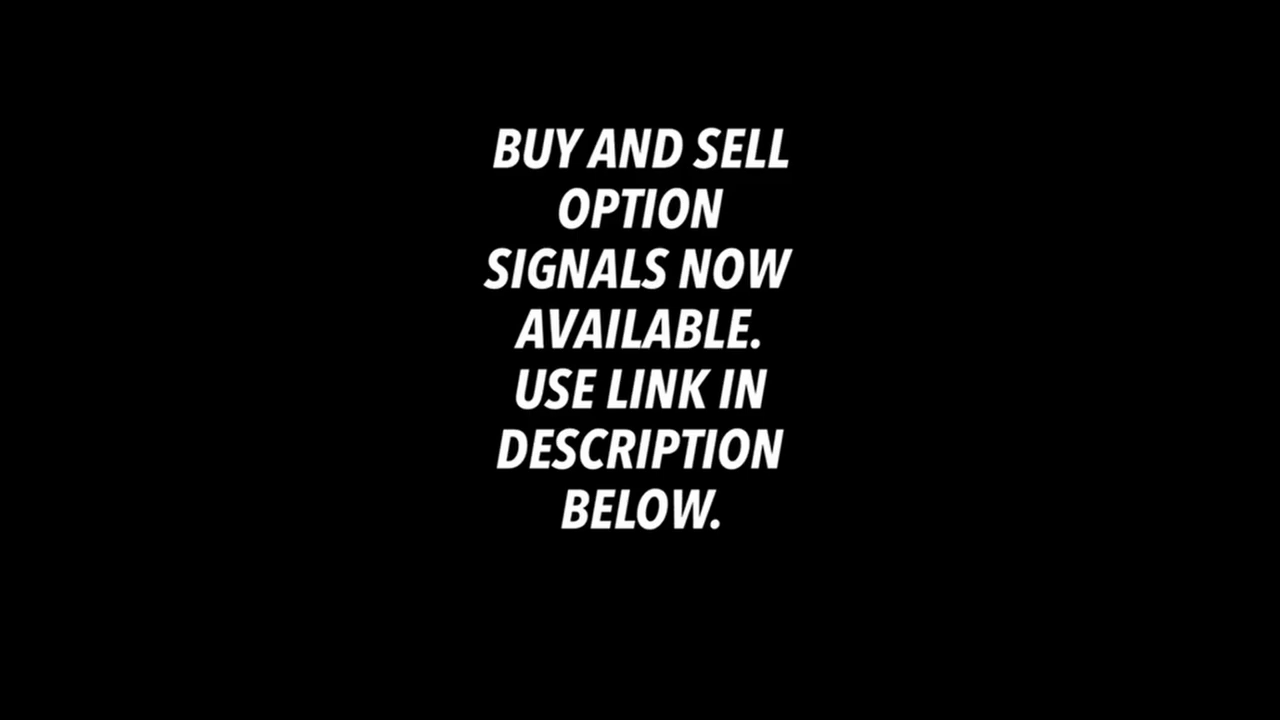 BUY AND SELL
OPTION
SIGNALS NOW
AVAILABLE.
USE LINK IN
DESCRIPTION
BELOW.